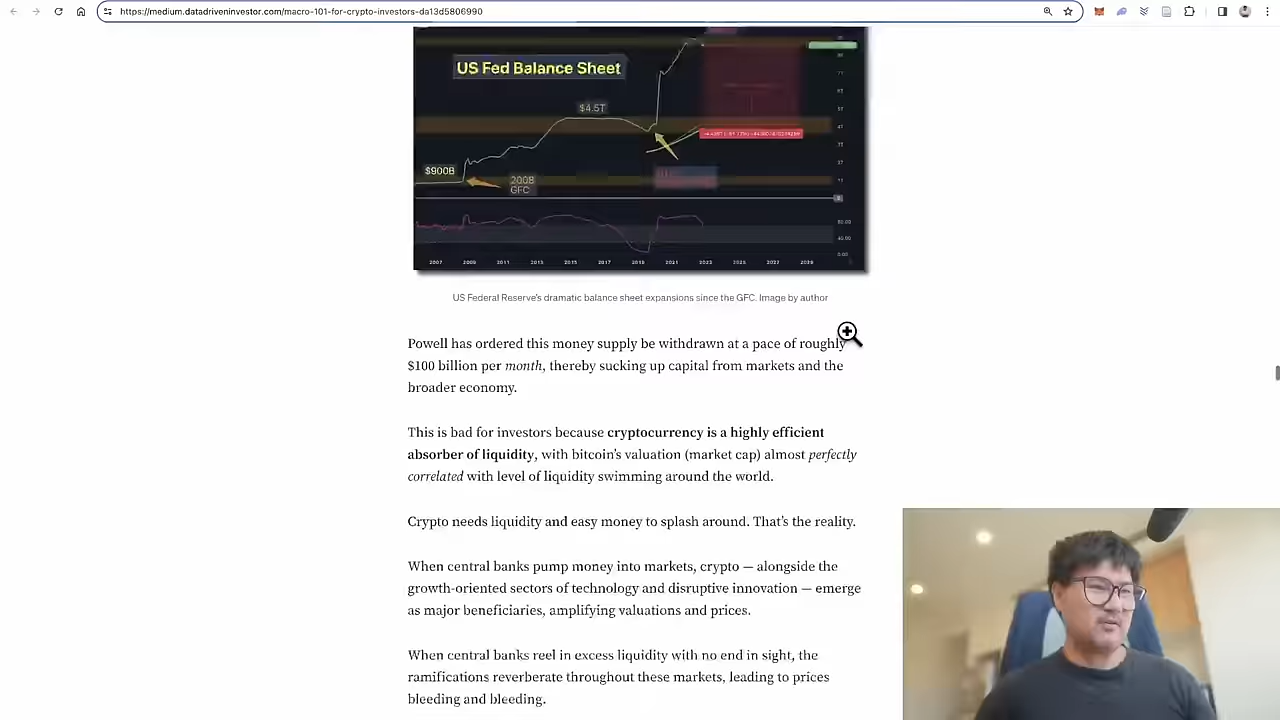 https://medium.datadriveninvestor.com/macro-101-for-crypto-investors-da13d5806990
US Fed Balance Sheet
$4.5T
$900B
2008
GFC
2007 2009 2011 2013 2015 2017 2019 2021 2023 2025 2027 2029
US Federal Reserve's dramatic balance sheet expansions since the GFC. Image by author
Powell has ordered this money supply be withdrawn at a pace of roughly
$100 billion per month, thereby sucking up capital from markets and the
broader economy.
This is bad for investors because cryptocurrency is a highly efficient
absorber of liquidity, with bitcoin's valuation (market cap) almost perfectly
correlated with level of liquidity swimming around the world.
Crypto needs liquidity and easy money to splash around. That's the reality.
When central banks pump money into markets, crypto — alongside the
growth-oriented sectors of technology and disruptive innovation — emerge
as major beneficiaries, amplifying valuations and prices.
When central banks reel in excess liquidity with no end in sight, the
ramifications reverberate throughout these markets, leading to prices
bleeding and bleeding.